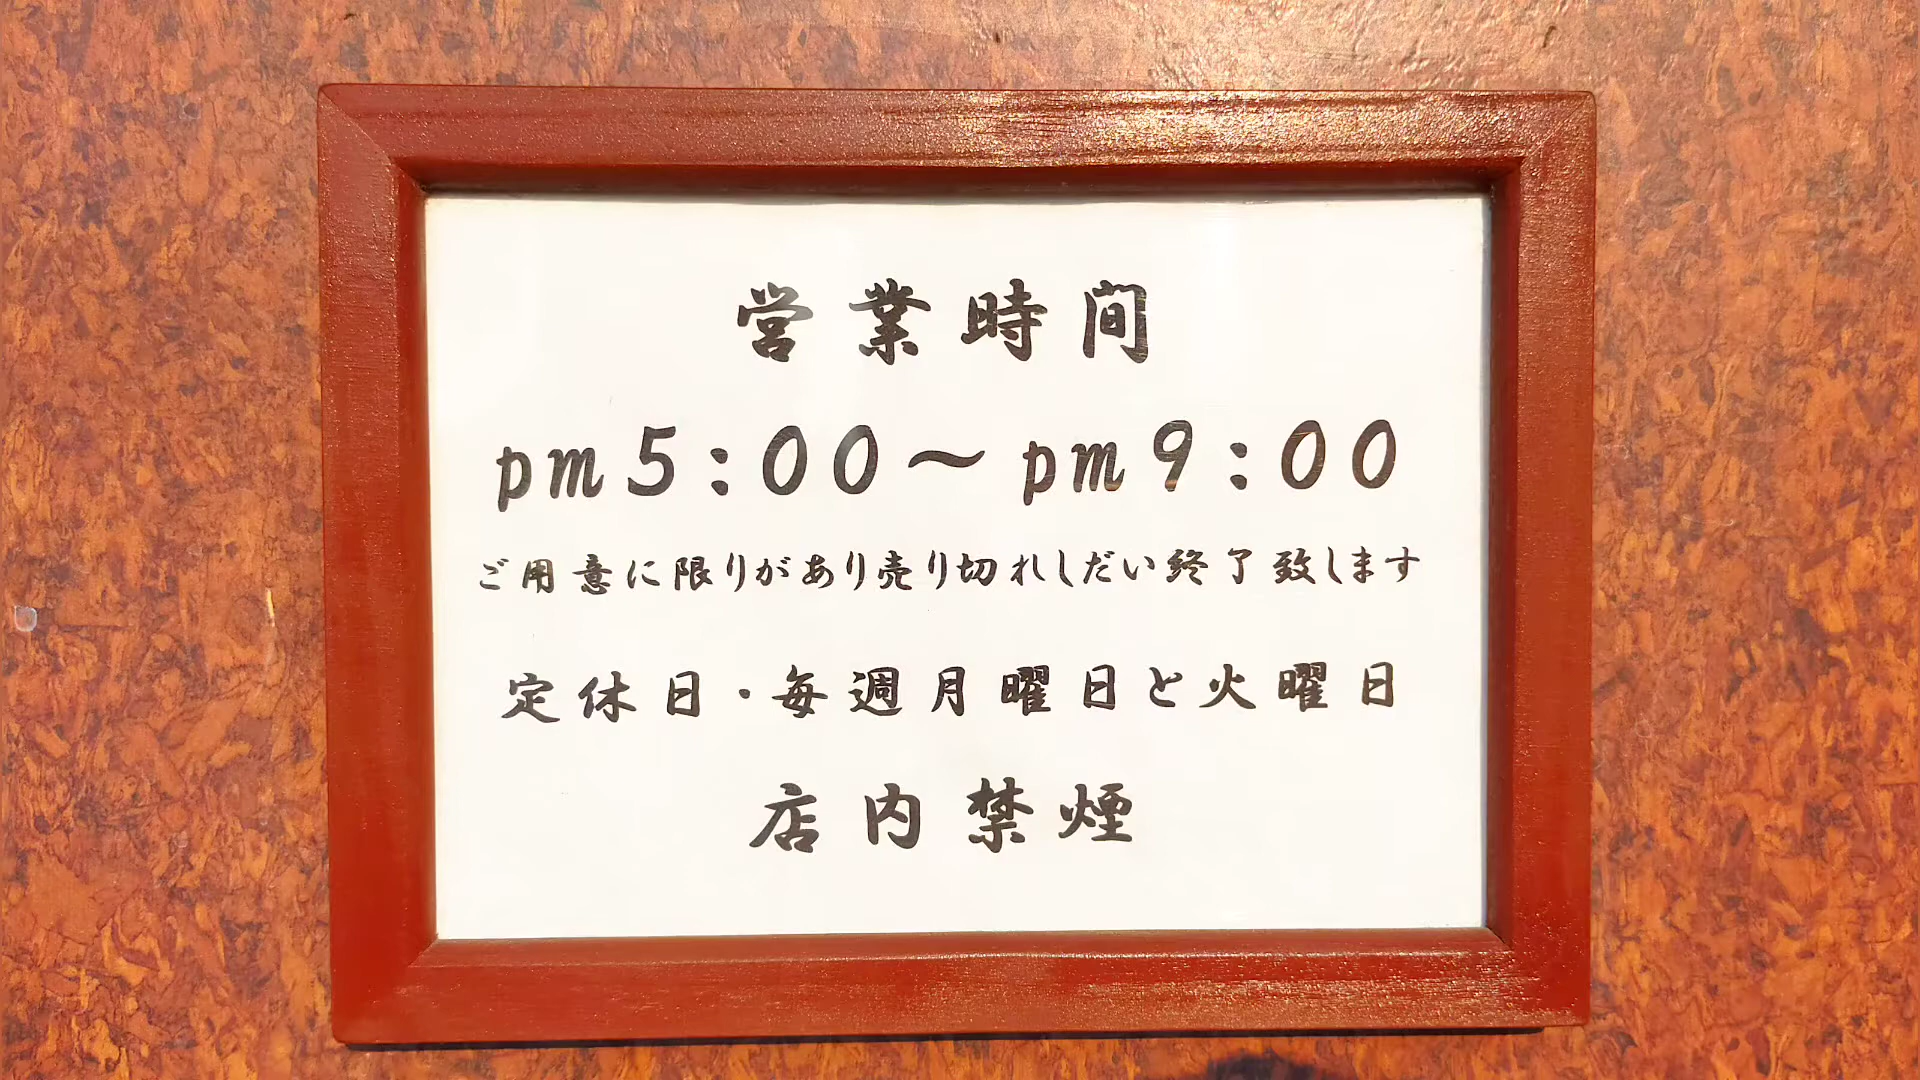 営業時間
pm5:00〜pm9:00
ご用意に限りがあり売り切れしだい終了致します
定休日・毎週月曜日と火曜日
店内禁煙